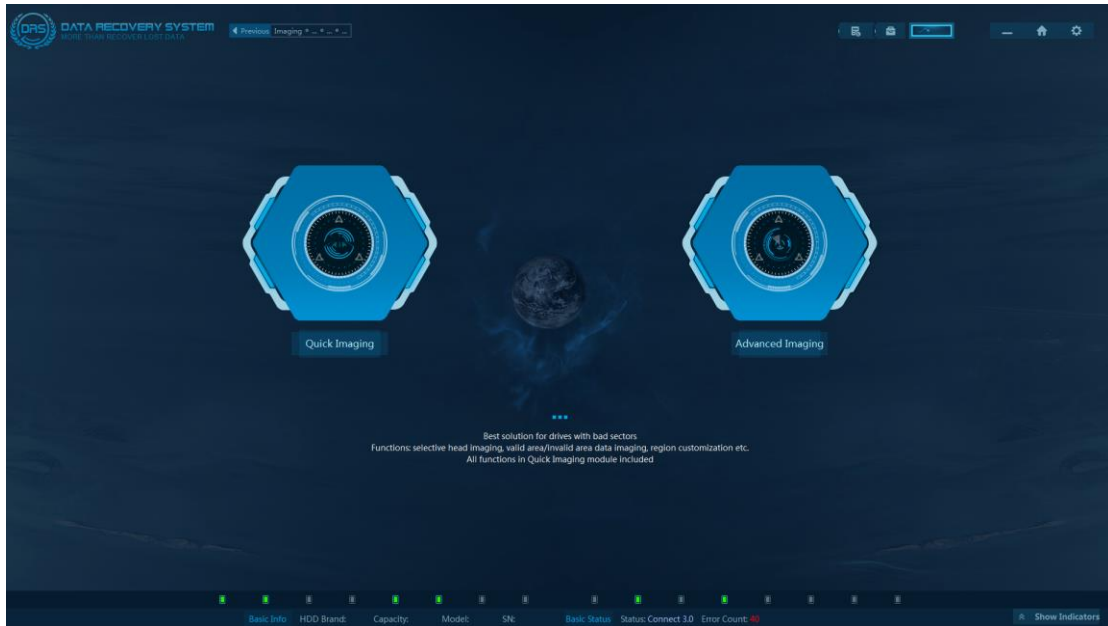 DRS
DATA RECOVERY SYSTEM
MORE THAN RECOVER LOST DATA
Previous Imaging
Quick Imaging
Advanced Imaging
Best solution for drives with bad sectors
Functions: selective head imaging, valid area/invalid area data imaging, region customization etc.
All functions in Quick Imaging module included
Basic Info HDD Brand: Capacity: Model: SN: Basic Status Status: Connect 3.0 Error Count: 40
Show Indicators